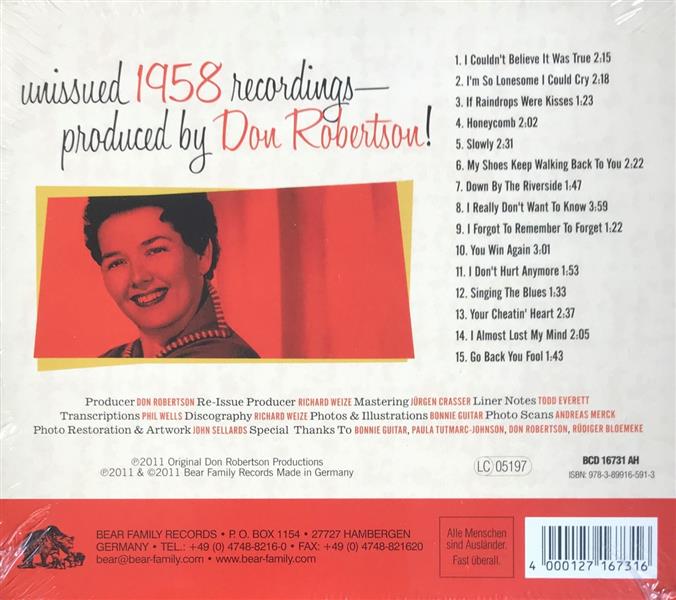 unissued 1958 recordings—
produced by Don Robertson!
1. I Couldn't Believe It Was True 2:15
2. I'm So Lonesome I Could Cry 2:18
3. If Raindrops Were Kisses 1:23
4. Honeycomb 2:02
5. Slowly 2:31
6. My Shoes Keep Walking Back To You 2:22
7. Down By The Riverside 1:47
8. I Really Don't Want To Know 3:59
9. I Forgot To Remember To Forget 1:22
10. You Win Again 3:01
11. I Don't Hurt Anymore 1:53
12. Singing The Blues 1:33
13. Your Cheatin' Heart 2:37
14. I Almost Lost My Mind 2:05
15. Go Back You Fool 1:43
Producer DON ROBERTSON Re-Issue Producer RICHARD WEIZE Mastering JÜRGEN CRASSER Liner Notes TODD EVERETT
Transcriptions PHIL WELLS Discography RICHARD WEIZE Photos & Illustrations BONNIE GUITAR Photo Scans ANDREAS MERCK
Photo Restoration & Artwork JOHN SELLARDS Special Thanks To BONNIE GUITAR, PAULA TUTMARC-JOHNSON, DON ROBERTSON, RÜDIGER BLOEMEKE
℗2011 Original Don Robertson Productions
℗2011 & ©2011 Bear Family Records Made in Germany
LC 05197
BCD 16731 AH
ISBN: 978-3-89916-591-3
BEAR FAMILY RECORDS • P.O. BOX 1154 • 27727 HAMBERGEN
GERMANY • TEL.: +49 (0) 4748-8216-0 • FAX: +49 (0) 4748-821620
bear@bear-family.com • www.bear-family.com
Alle Menschen
sind Ausländer.
Fast überall.
4 000127 167316